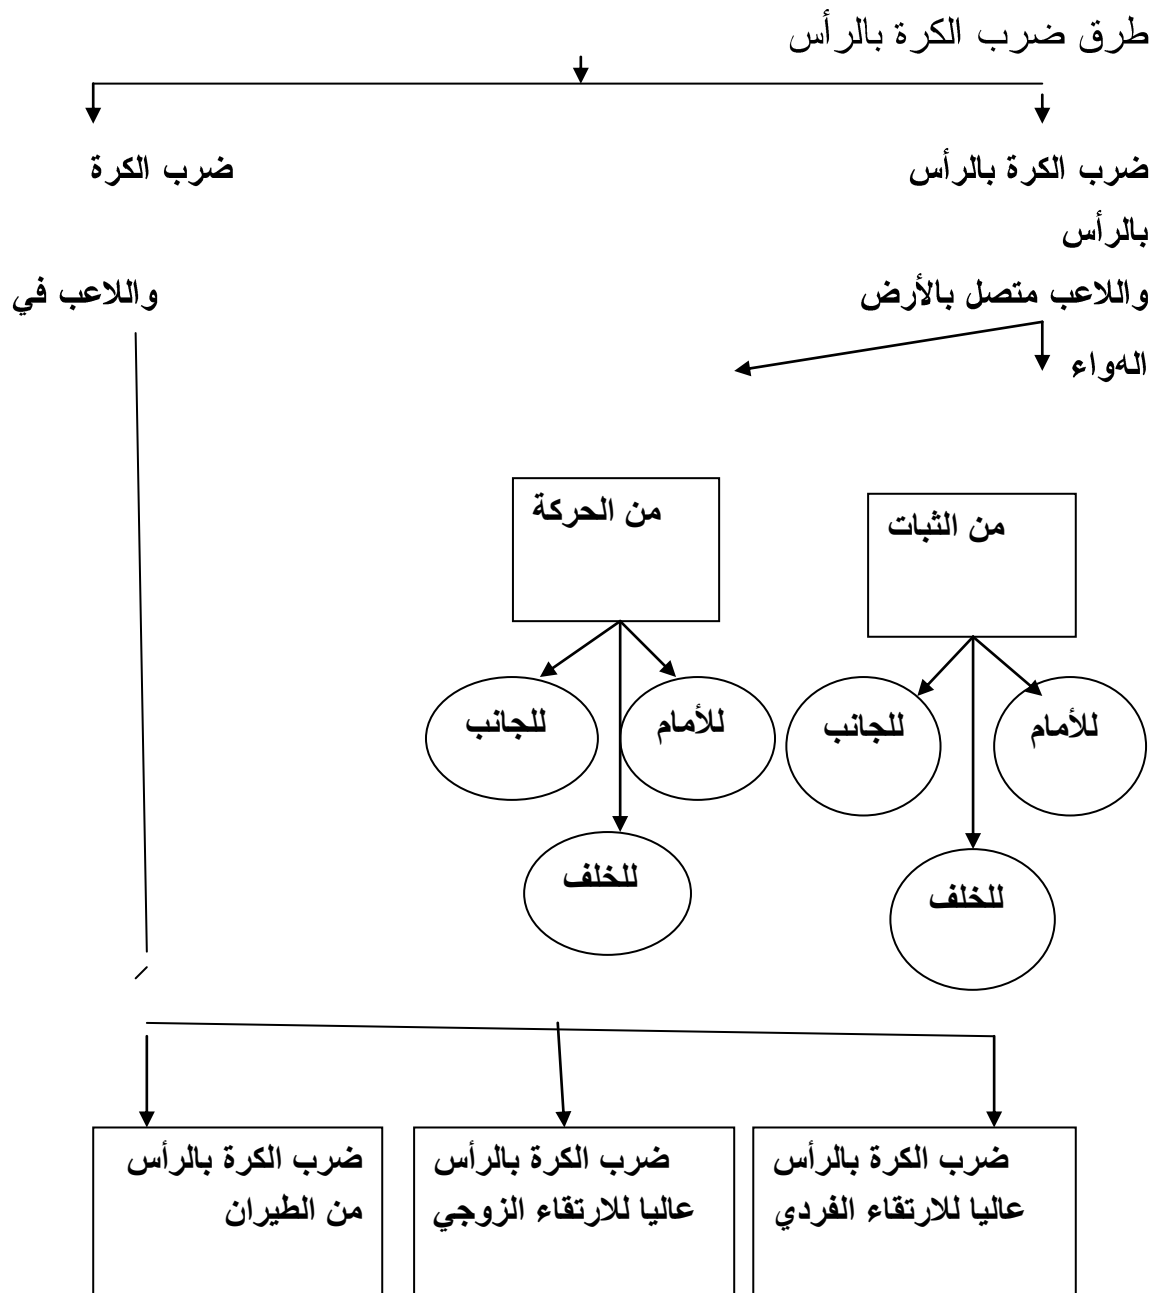 طرق ضرب الكرة بالرأس
ضرب الكرة بالرأس ضرب الكرة
بالرأس
واللاعب متصل بالأرض واللاعب في
الهواء
من الثبات
من الحركة
للأمام
للجانب
للأمام
للجانب
للخلف
للخلف
ضرب الكرة بالرأس
عاليا للارتقاء الفردي
ضرب الكرة بالرأس
عاليا للارتقاء الزوجي
ضرب الكرة بالرأس
من الطيران